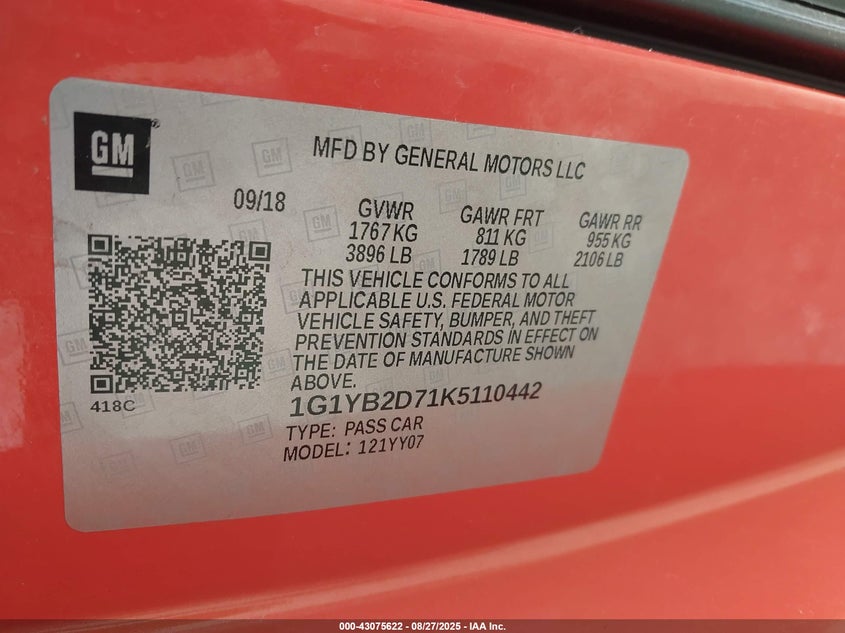 GM
MFD BY GENERAL MOTORS LLC
09/18
GVWR
1767 KG
3896 LB
GAWR FRT
811 KG
1789 LB
GAWR RR
955 KG
2106 LB
THIS VEHICLE CONFORMS TO ALL
APPLICABLE U.S. FEDERAL MOTOR
VEHICLE SAFETY, BUMPER, AND THEFT
PREVENTION STANDARDS IN EFFECT ON
THE DATE OF MANUFACTURE SHOWN
ABOVE.
418C
1G1YB2D71K5110442
TYPE: PASS CAR
MODEL: 121YY07
000-43075622 - 08/27/2025 - IAA Inc.